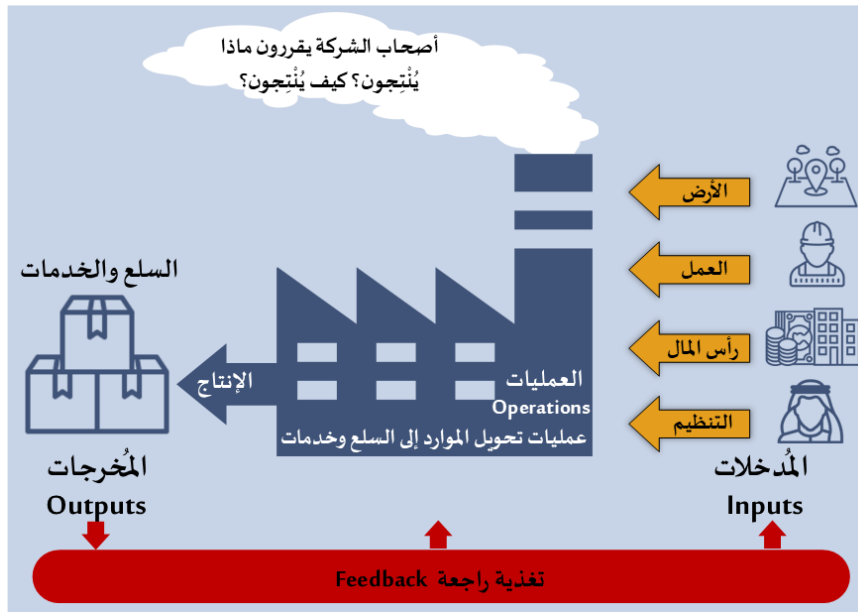 أصحاب الشركة يقررون ماذا
يُنْتِجون؟ كيف يُنْتِجون؟
الأرض
العمل
رأس المال
التنظيم
المُدخلات
Inputs
العمليات
Operations
عمليات تحويل الموارد إلى السلع وخدمات
الإنتاج
السلع والخدمات
المُخرجات
Outputs
تغذية راجعة Feedback